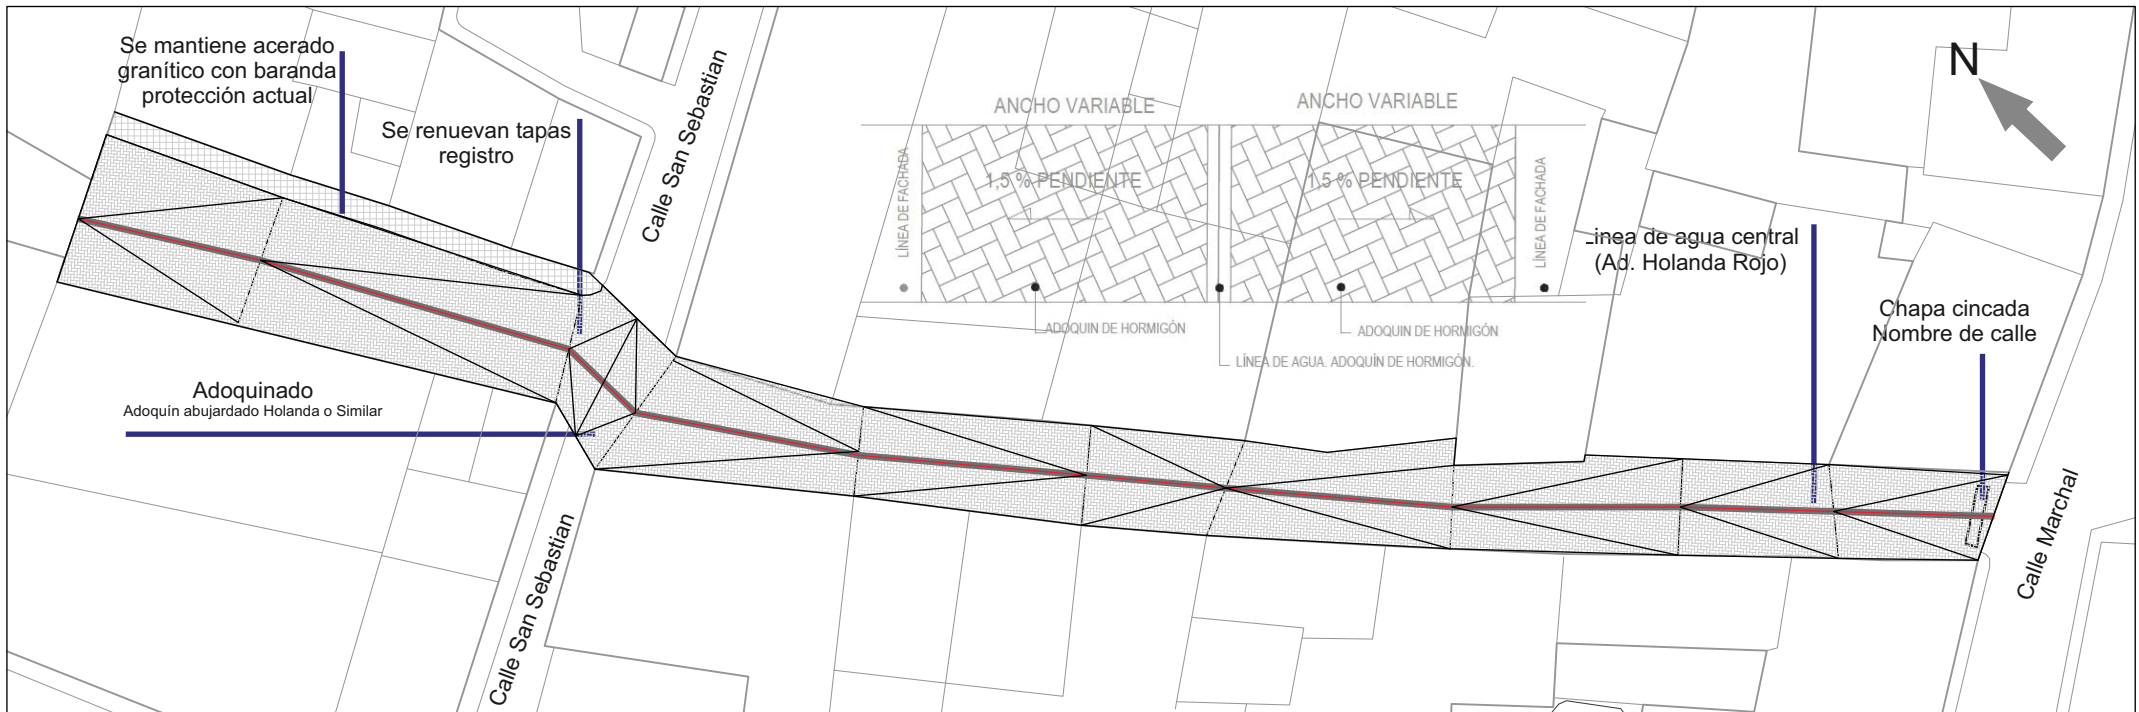 Se mantiene acerado
granítico con baranda
protección actual
Se renuevan tapas
registro
Calle San Sebastian
ANCHO VARIABLE
ANCHO VARIABLE
LÍNEA DE FACHADA
1,5 % PENDIENTE
1,5 % PENDIENTE
LÍNEA DE FACHADA
ADOQUIN DE HORMIGÓN
ADOQUIN DE HORMIGÓN
LÍNEA DE AGUA. ADOQUÍN DE HORMIGÓN.
N
Línea de agua central
(Ad. Holanda Rojo)
Chapa cincada
Nombre de calle
Adoquinado
Adoquín abujardado Holanda o Similar
Calle San Sebastian
Calle Marchal